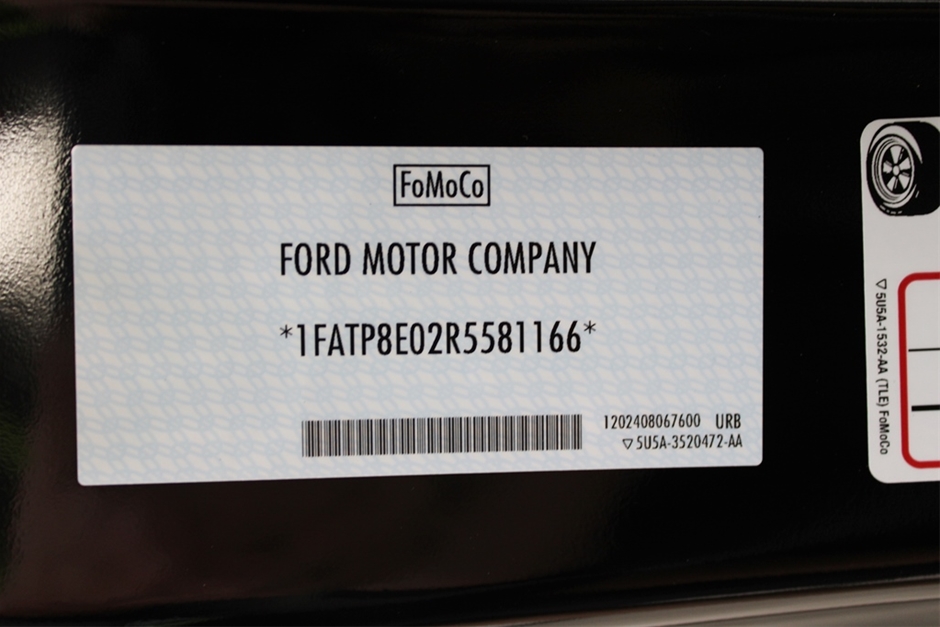 FoMoCo
FORD MOTOR COMPANY
*1FATP8E02R5581166*
1202408067600 URB
▽5U5A-3520472-AA
▽5U5A-1532-AA (TLE) FoMoCo